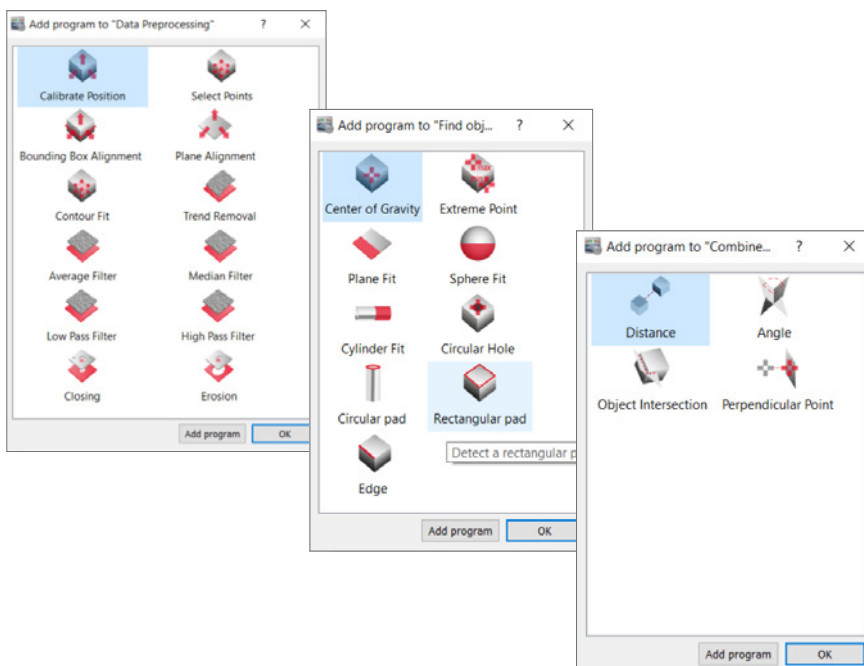 Add program to "Data Preprocessing"
?
Calibrate Position
Select Points
Bounding Box Alignment
Plane Alignment
Contour Fit
Trend Removal
Average Filter
Median Filter
Low Pass Filter
High Pass Filter
Closing
Erosion
Add program
OK
Add program to "Find obj...
?
Center of Gravity
max
Extreme Point
Plane Fit
Sphere Fit
Cylinder Fit
Circular Hole
Circular pad
Rectangular pad
Detect a rectangular p
Edge
Add program
OK
Add program to "Combine...
?
Distance
Angle
Object Intersection
Perpendicular Point
Add program
OK